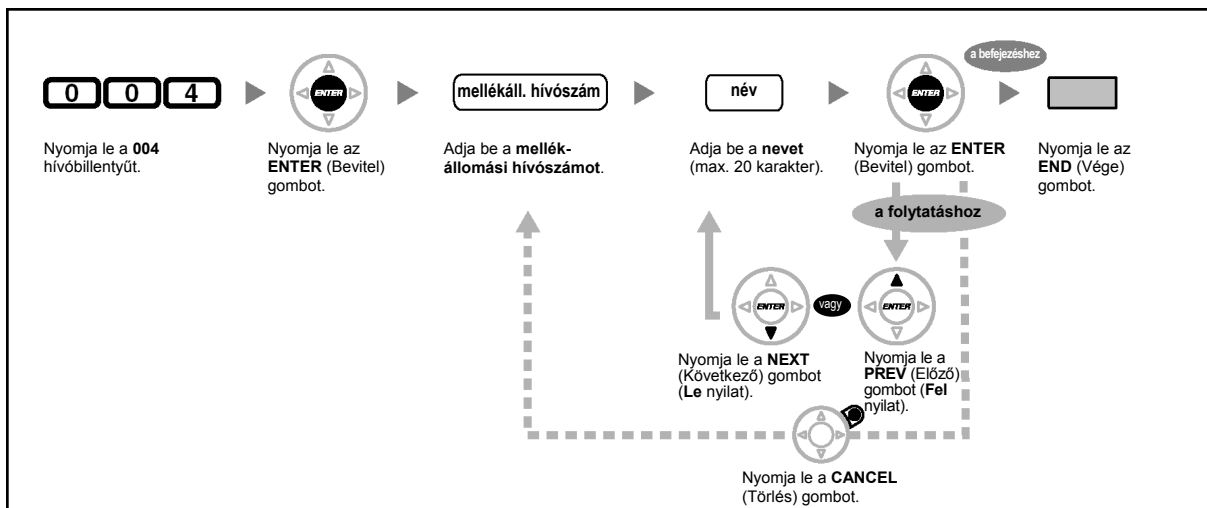 0 0 4
Nyomja le a 004
hívóbillentyűt.
ENTER
Nyomja le az
ENTER (Bevitel)
gombot.
mellékáll. hívószám
Adja be a mellék-
állomási hívószámot.
név
Adja be a nevet
(max. 20 karakter).
ENTER
Nyomja le az ENTER
(Bevitel) gombot.
a befejezéshez
Nyomja le az
END (Vége)
gombot.
a folytatáshoz
ENTER
Nyomja le a NEXT
(Következő) gombot
(Le nyilat).
vagy
ENTER
Nyomja le a
PREV (Előző)
gombot (Fel
nyilat).
Nyomja le a CANCEL
(Törlés) gombot.